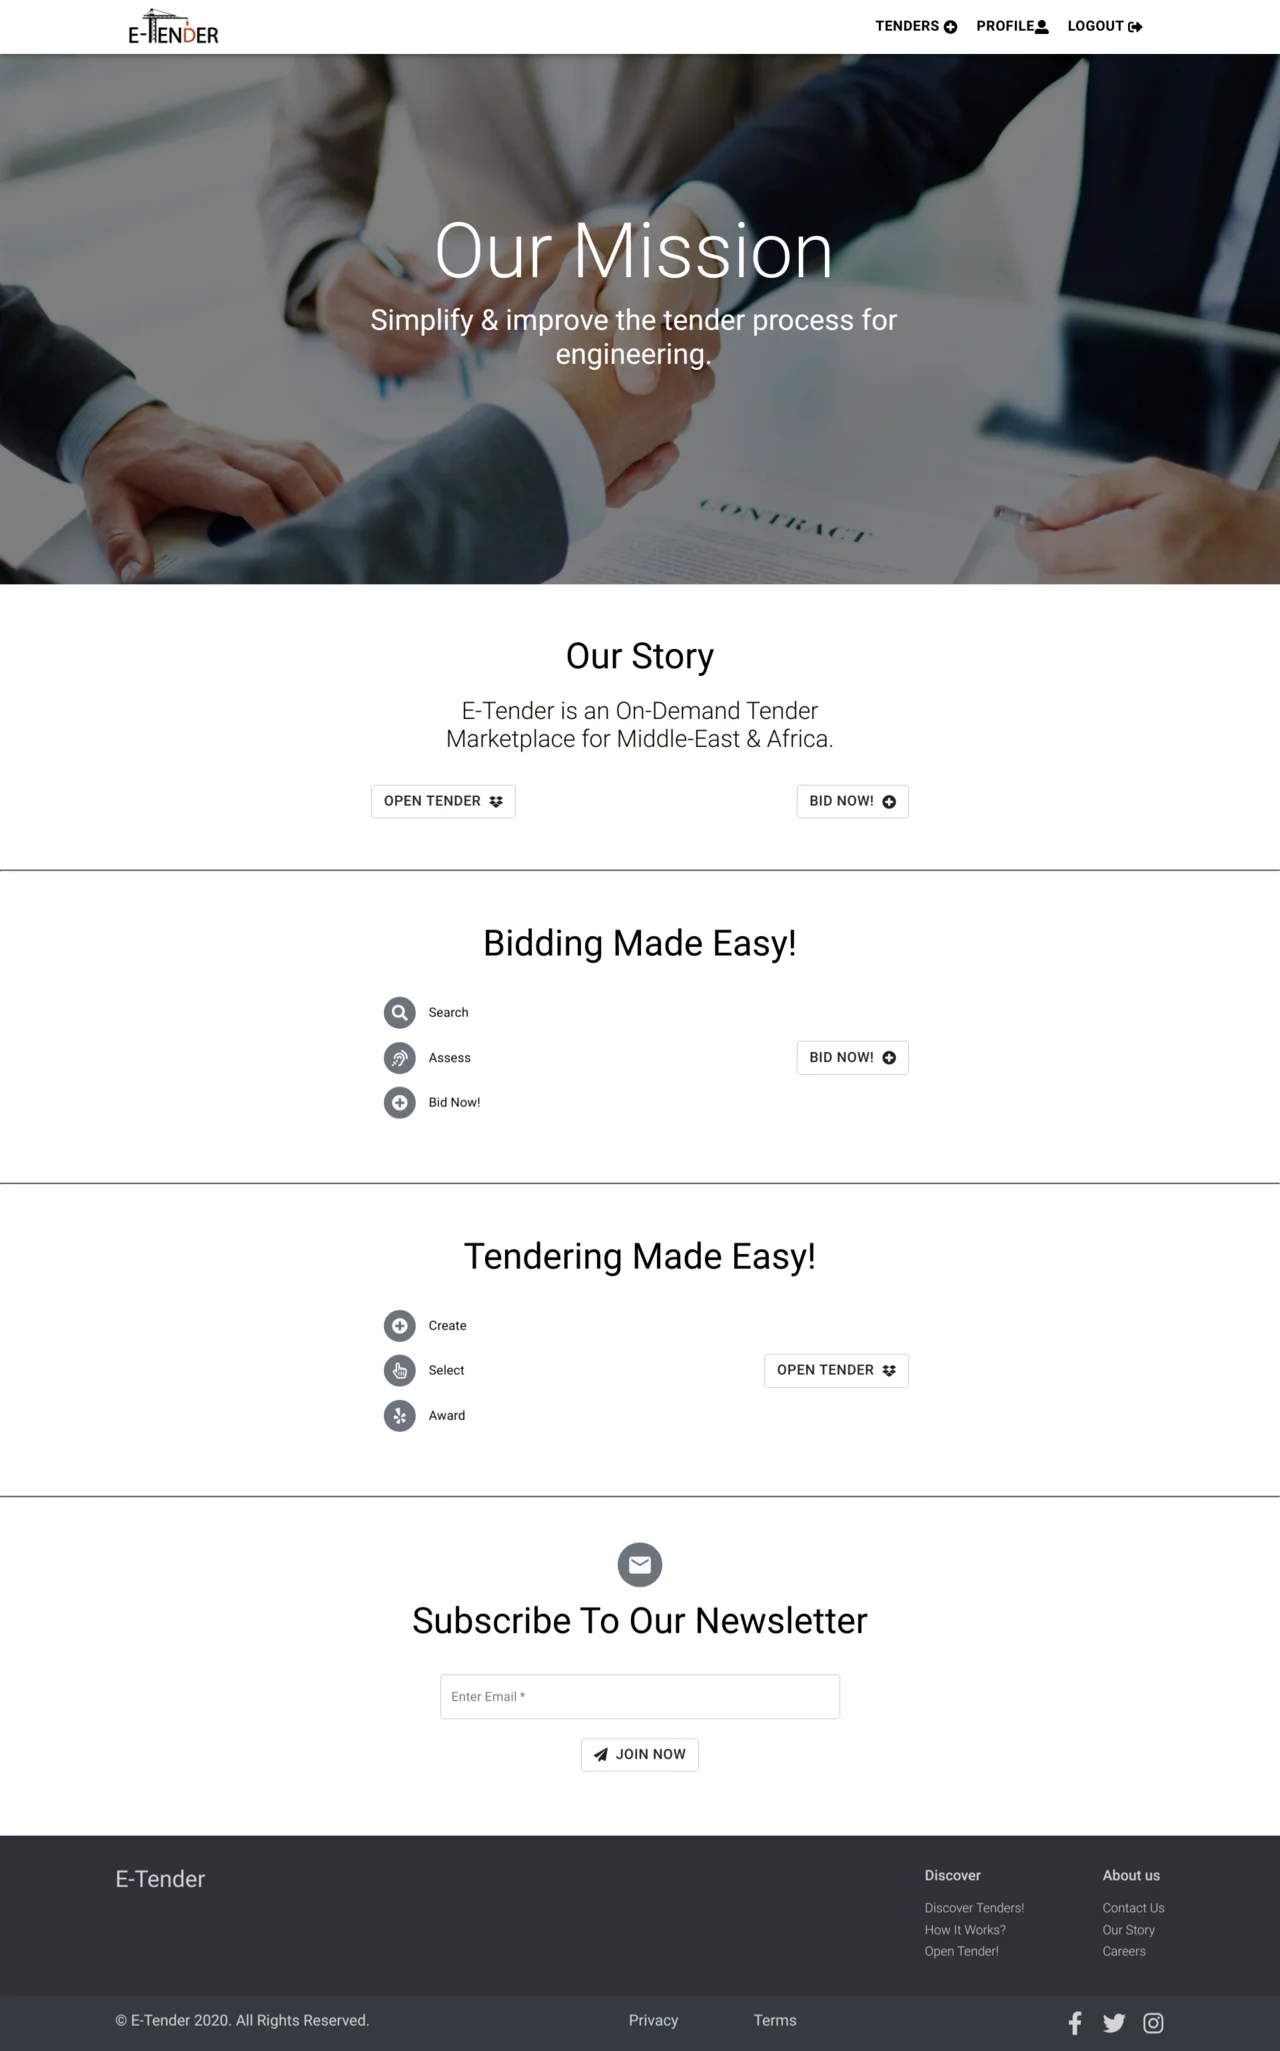 E-TENDER
TENDERS
PROFILE
LOGOUT
Our Mission
Simplify & improve the tender process for
engineering.
CONTRACT
Our Story
E-Tender is an On-Demand Tender
Marketplace for Middle-East & Africa.
OPEN TENDER
BID NOW!
Bidding Made Easy!
Search
Assess
BID NOW!
Bid Now!
Tendering Made Easy!
Create
Select
OPEN TENDER
Award
Subscribe To Our Newsletter
Enter Email *
JOIN NOW
E-Tender
Discover
Discover Tenders!
How It Works?
Open Tender!
About us
Contact Us
Our Story
Careers
© E-Tender 2020. All Rights Reserved.
Privacy
Terms